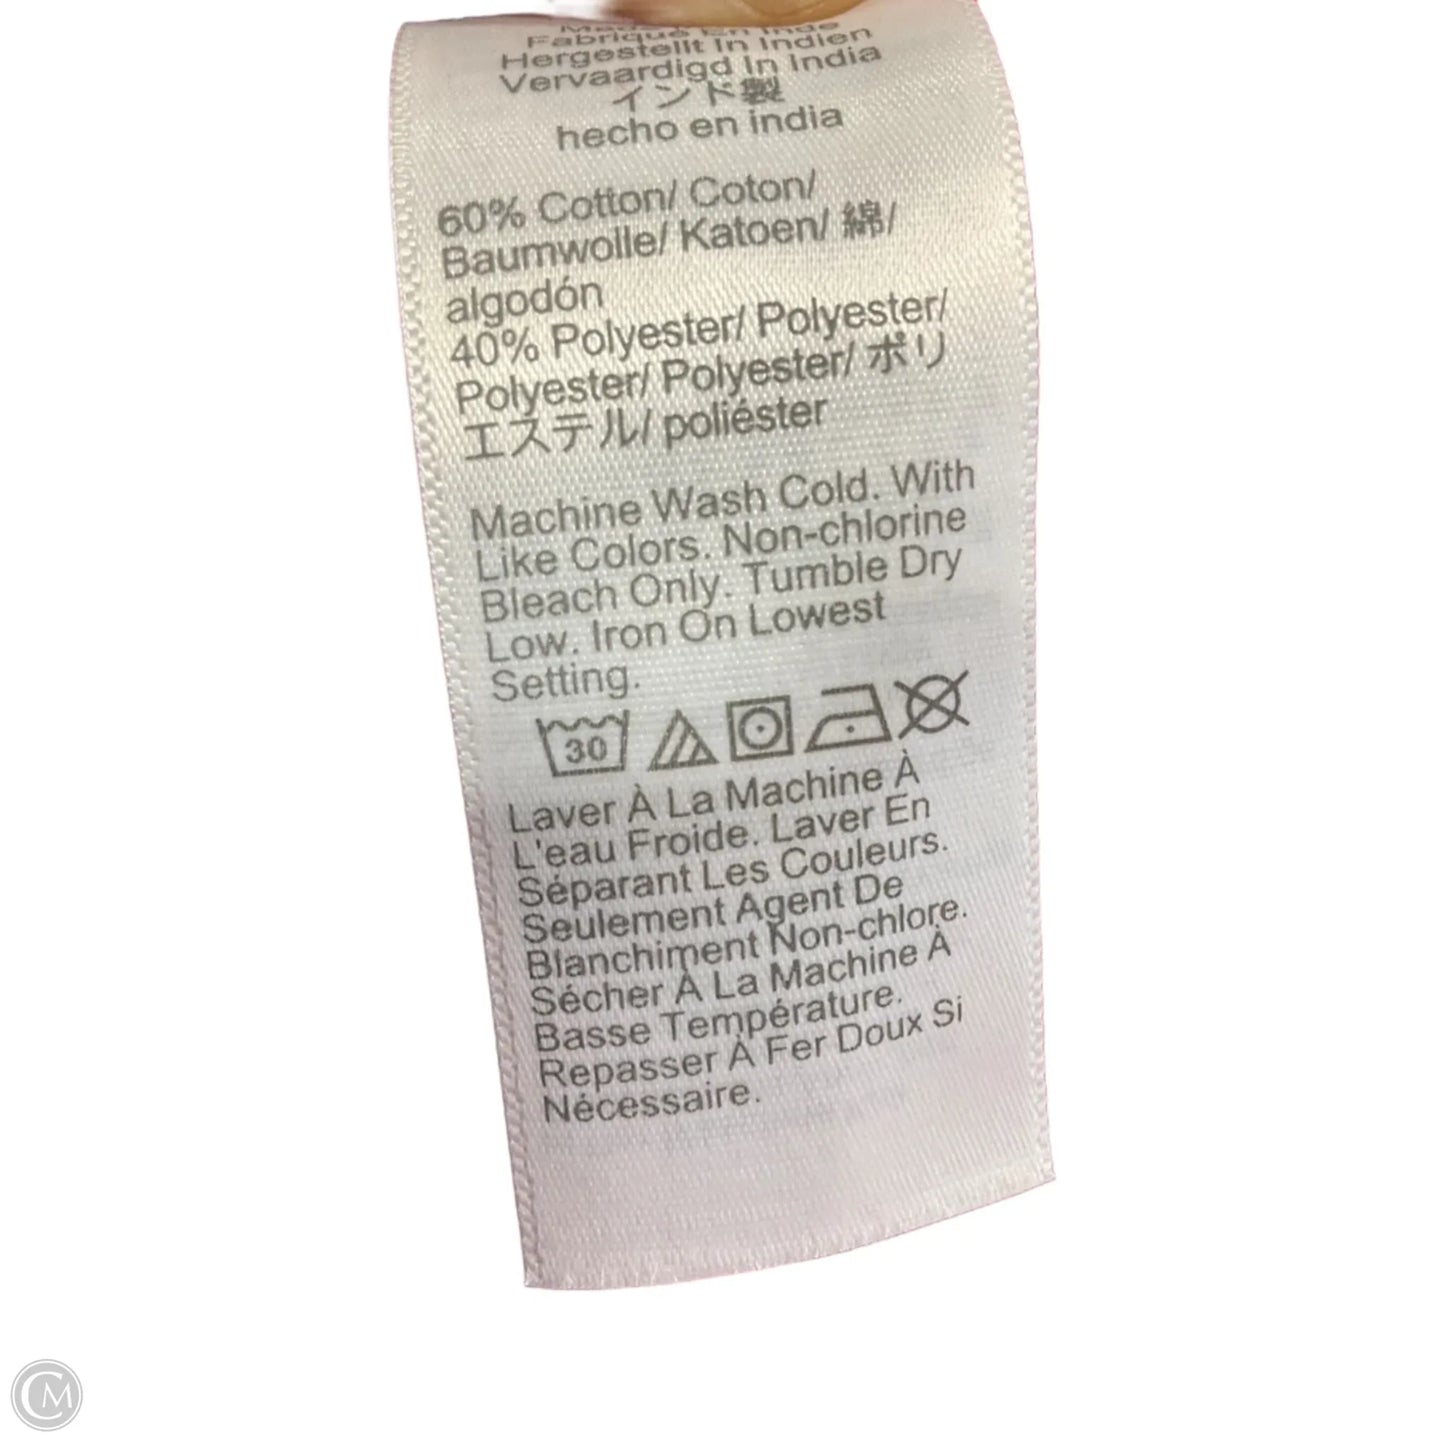 Fabriqué En Inde
Hergestellt In Indien
Vervaardigd In India
インド製
hecho en india
60% Cotton/ Coton/
Baumwolle/ Katoen/ 綿/
algodón
40% Polyester/ Polyester/
Polyester/ Polyester/ ポリ
エステル/ poliéster
Machine Wash Cold. With
Like Colors. Non-chlorine
Bleach Only. Tumble Dry
Low. Iron On Lowest
Setting.
30
Laver À La Machine À
L'eau Froide. Laver En
Séparant Les Couleurs.
Seulement Agent De
Blanchiment Non-chlore.
Sécher À La Machine À
Basse Température.
Repasser À Fer Doux Si
Nécessaire.
CM